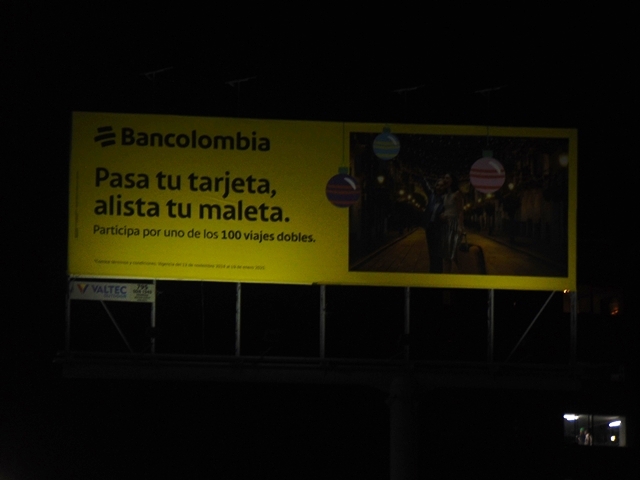 Bancolombia
Pasa tu tarjeta,
alista tu maleta.
Participa por uno de los 100 viajes dobles.
VALTEC